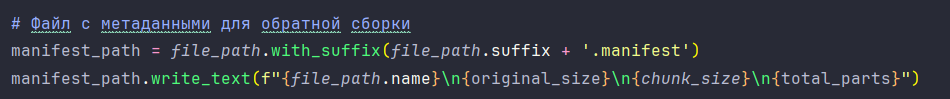 # Файл с метаданными для обратной сборки
manifest_path = file_path.with_suffix(file_path.suffix + '.manifest')
manifest_path.write_text(f"{file_path.name}\n{original_size}\n{chunk_size}\n{total_parts}")